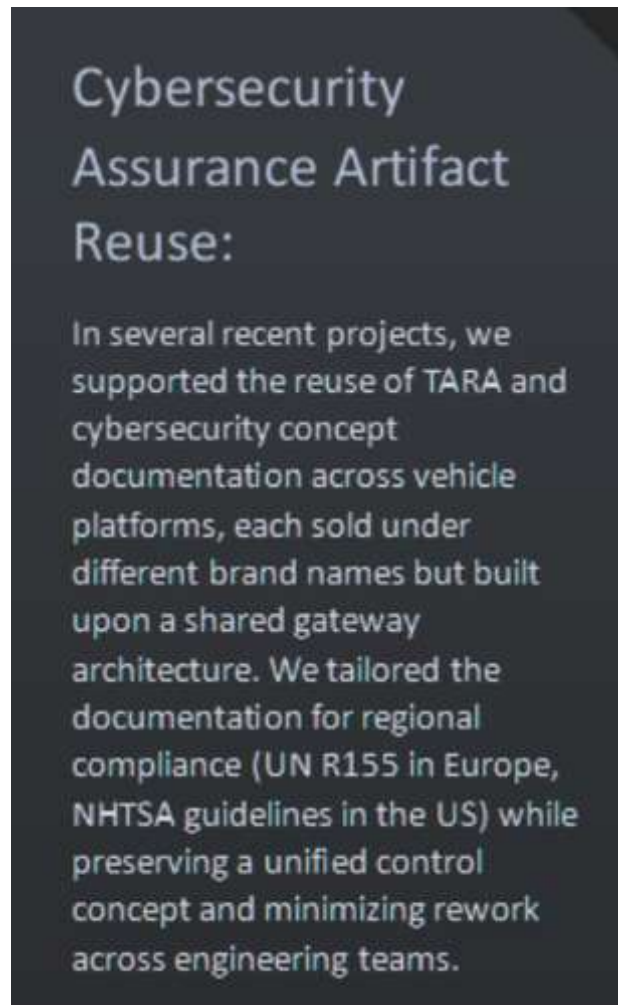 Cybersecurity
Assurance Artifact
Reuse:
In several recent projects, we
supported the reuse of TARA and
cybersecurity concept
documentation across vehicle
platforms, each sold under
different brand names but built
upon a shared gateway
architecture. We tailored the
documentation for regional
compliance (UN R155 in Europe,
NHTSA guidelines in the US) while
preserving a unified control
concept and minimizing rework
across engineering teams.